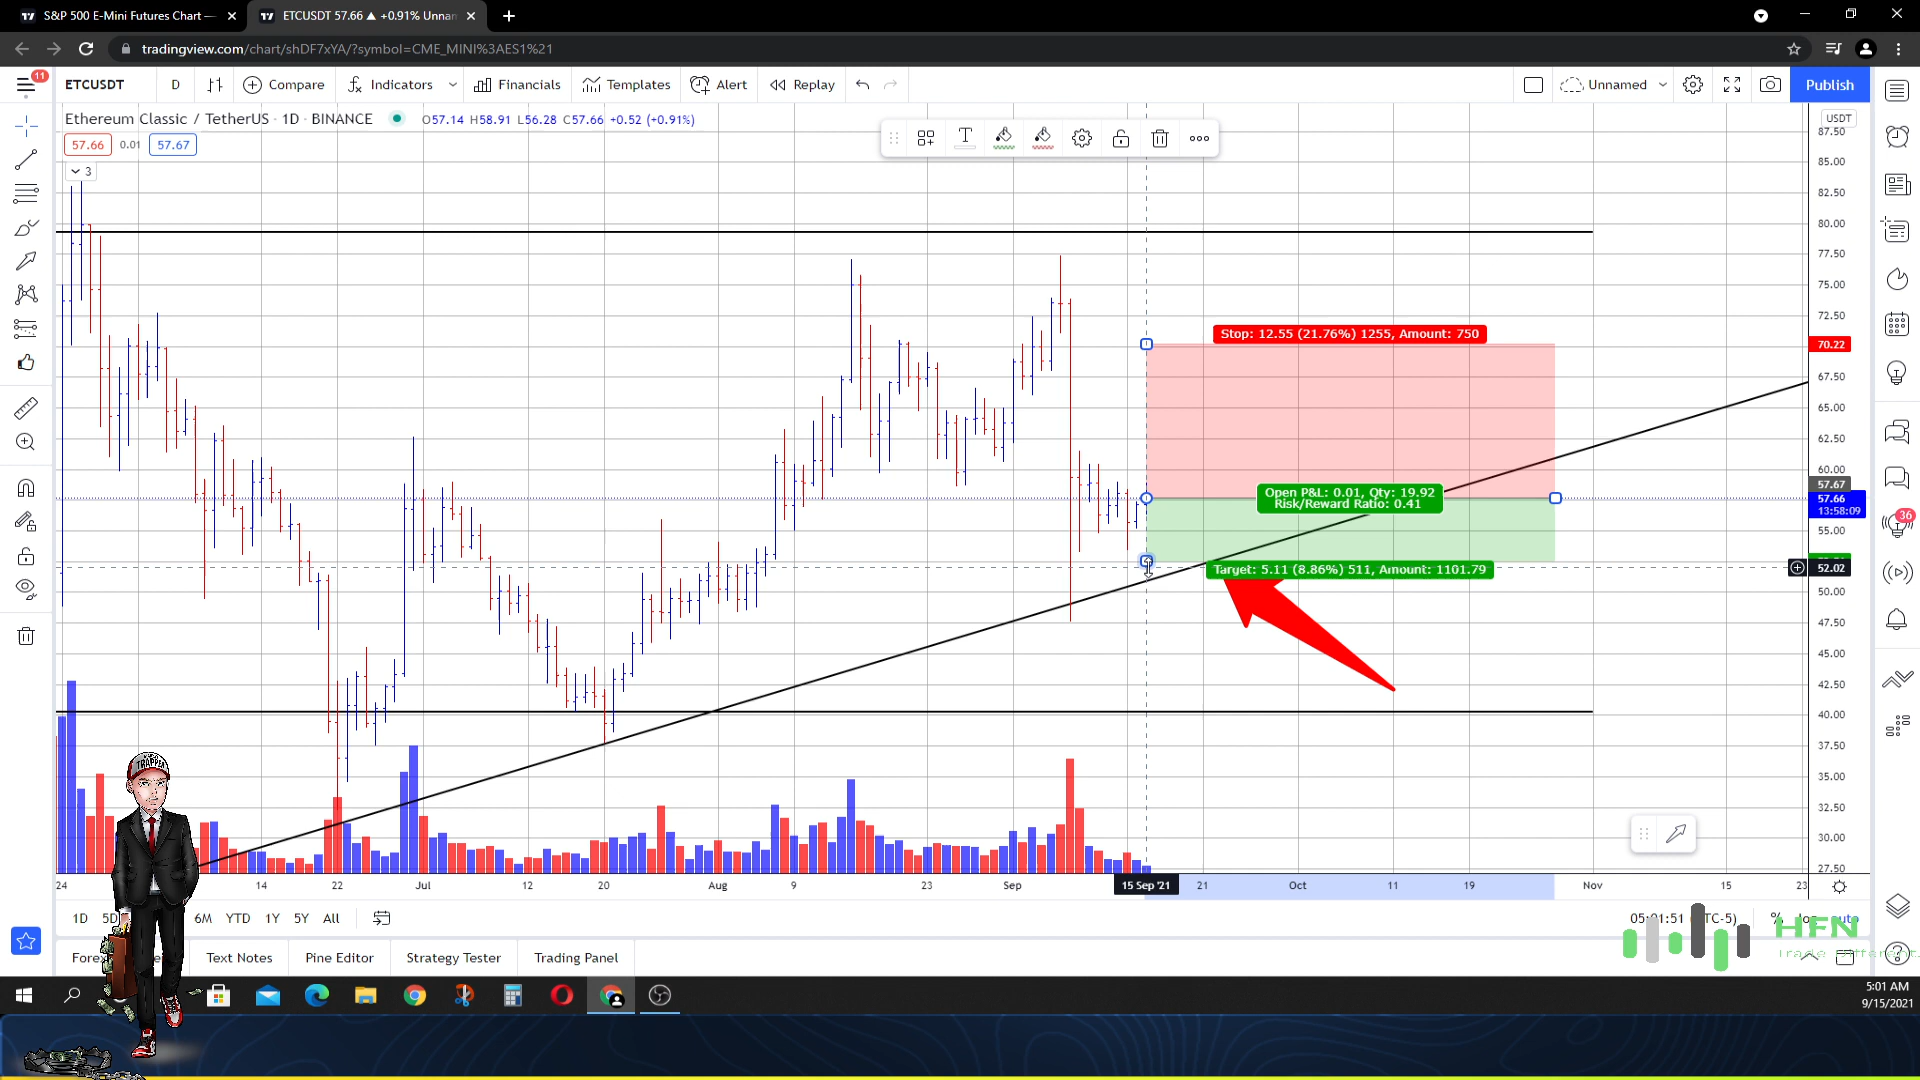 S&P 500 E-Mini Futures Chart —
ETCUSDT 57.66 ▲ +0.91% Unnan
tradingview.com/chart/shDF7xYA/?symbol=CME_MINI%3AES1%21
11
ETCUSDT
D
Compare
Indicators
Financials
Templates
Alert
Replay
Unnamed
Publish
Ethereum Classic / TetherUS · 1D · BINANCE
O57.14 H58.91 L56.28 C57.66 +0.52 (+0.91%)
57.66
0.01
57.67
3
USDT
87.50
85.00
82.50
80.00
77.50
75.00
72.50
70.22
67.50
65.00
62.50
60.00
57.67
57.66
13:58:09
55.00
52.02
50.00
47.50
45.00
42.50
40.00
37.50
35.00
32.50
30.00
27.50
36
Stop: 12.55 (21.76%) 1255, Amount: 750
Open P&L: 0.01, Qty: 19.92
Risk/Reward Ratio: 0.41
Target: 5.11 (8.86%) 511, Amount: 1101.79
TRAPPER
24
14
22
Jul
12
20
Aug
9
23
Sep
15 Sep '21
21
Oct
11
19
Nov
15
23
1D
5D
6M
YTD
1Y
5Y
All
%
log
auto
HFN
Trade Different.
Text Notes
Pine Editor
Strategy Tester
Trading Panel
5:01 AM
9/15/2021